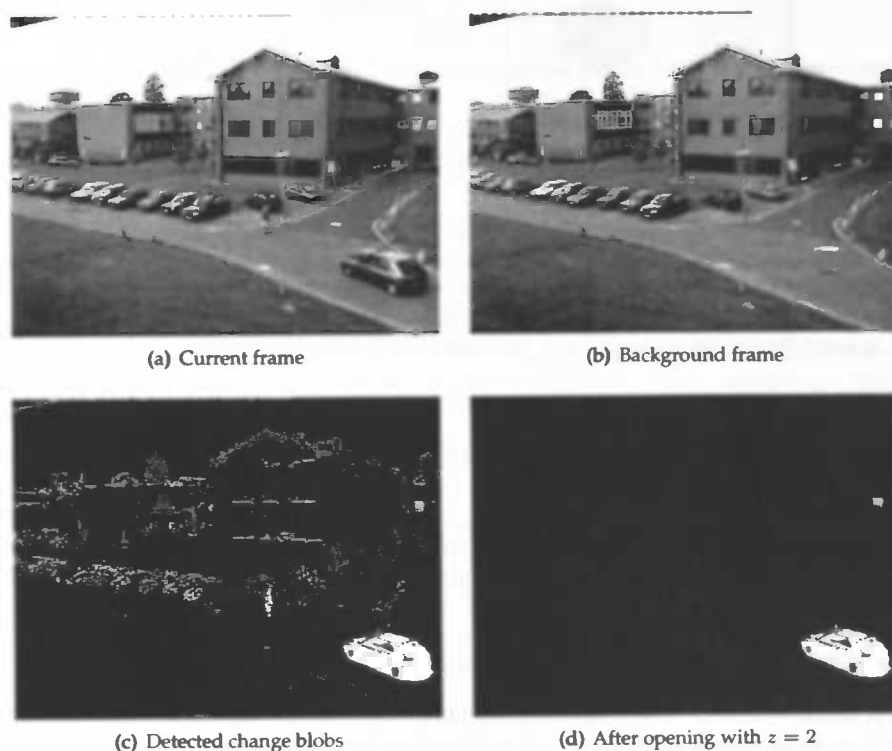 (a) Current frame
(b) Background frame
(c) Detected change blobs
(d) After opening with z = 2